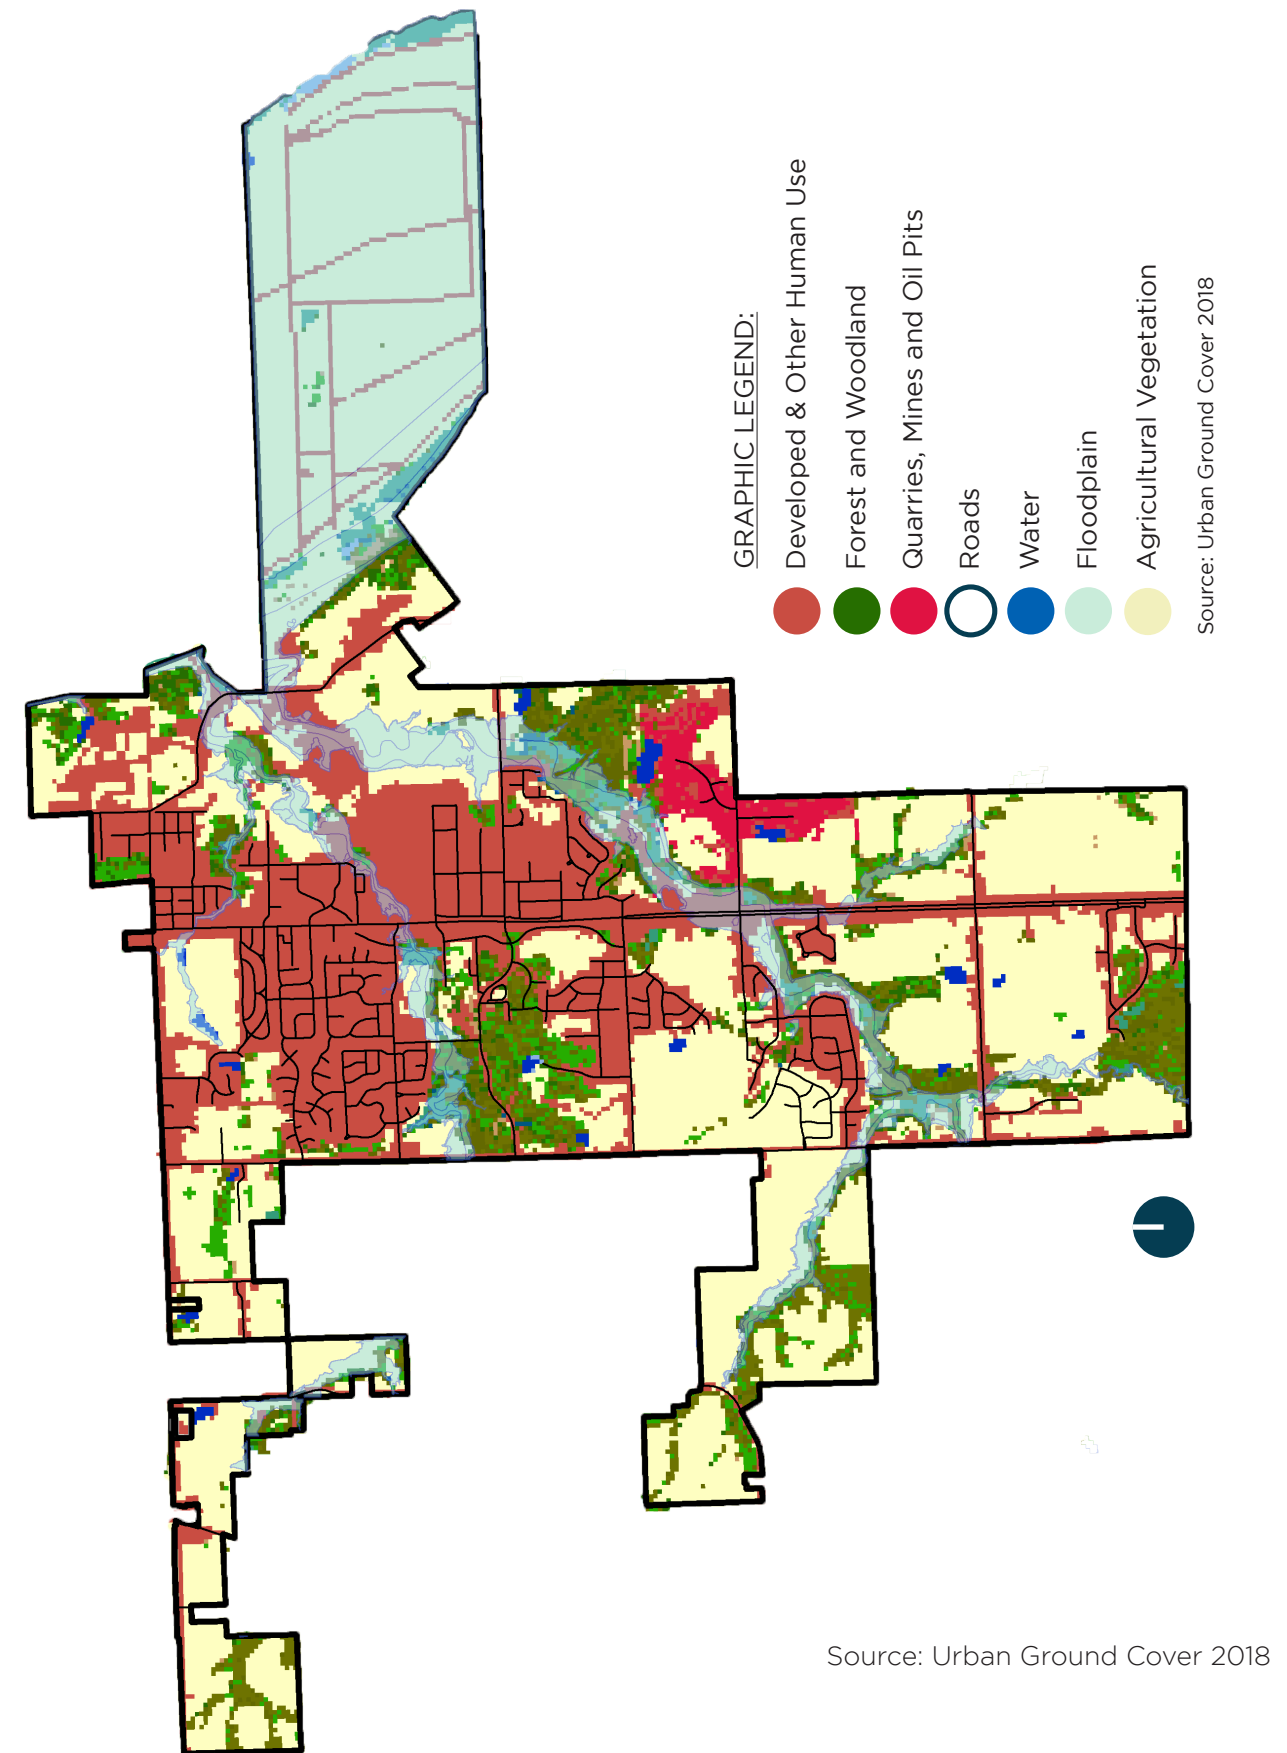 GRAPHIC LEGEND:
Developed & Other Human Use
Forest and Woodland
Quarries, Mines and Oil Pits
Roads
Water
Floodplain
Agricultural Vegetation
Source: Urban Ground Cover 2018
Source: Urban Ground Cover 2018